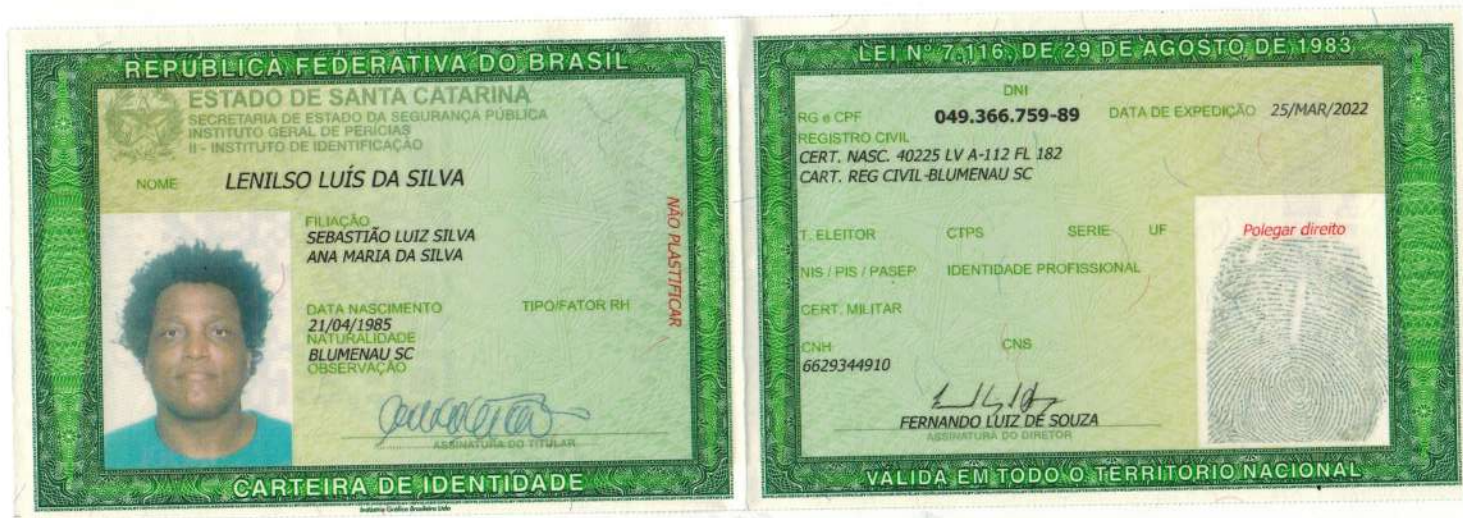 REPÚBLICA FEDERATIVA DO BRASIL
ESTADO DE SANTA CATARINA
SECRETARIA DE ESTADO DA SEGURANÇA PÚBLICA
INSTITUTO GERAL DE PERÍCIAS
II - INSTITUTO DE IDENTIFICAÇÃO
NOME LENILSO LUÍS DA SILVA
FILIAÇÃO
SEBASTIÃO LUIZ SILVA
ANA MARIA DA SILVA
DATA NASCIMENTO TIPO/FATOR RH
21/04/1985
NATURALIDADE
BLUMENAU SC
OBSERVAÇÃO
ASSINATURA DO TITULAR
NÃO PLASTIFICAR
CARTEIRA DE IDENTIDADE
Indústria Gráfica Brasileira Ltda
LEI Nº 7.116, DE 29 DE AGOSTO DE 1983
DNI
RG e CPF 049.366.759-89 DATA DE EXPEDIÇÃO 25/MAR/2022
REGISTRO CIVIL
CERT. NASC. 40225 LV A-112 FL 182
CART. REG CIVIL-BLUMENAU SC
T. ELEITOR CTPS SERIE UF
Polegar direito
NIS / PIS / PASEP IDENTIDADE PROFISSIONAL
CERT. MILITAR
CNH CNS
6629344910
FERNANDO LUIZ DE SOUZA
ASSINATURA DO DIRETOR
VÁLIDA EM TODO O TERRITÓRIO NACIONAL